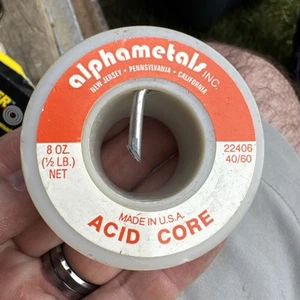 alphametals INC.
NEW JERSEY • PENNSYLVANIA • CALIFORNIA
8 OZ.
(½ LB.)
NET
22406
40/60
MADE IN U.S.A.
ACID CORE